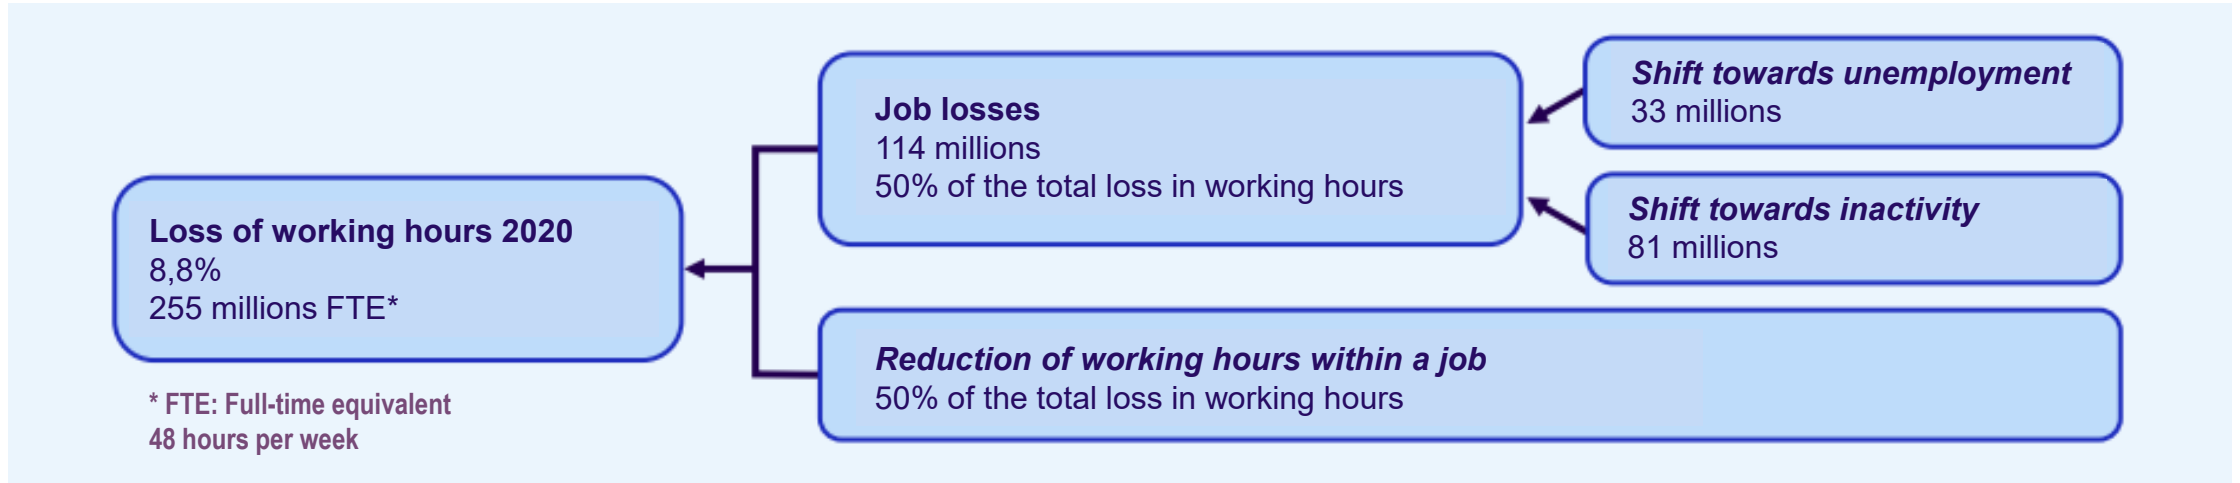 Loss of working hours 2020
8,8%
255 millions FTE*
* FTE: Full-time equivalent
48 hours per week
Job losses
114 millions
50% of the total loss in working hours
Shift towards unemployment
33 millions
Shift towards inactivity
81 millions
Reduction of working hours within a job
50% of the total loss in working hours